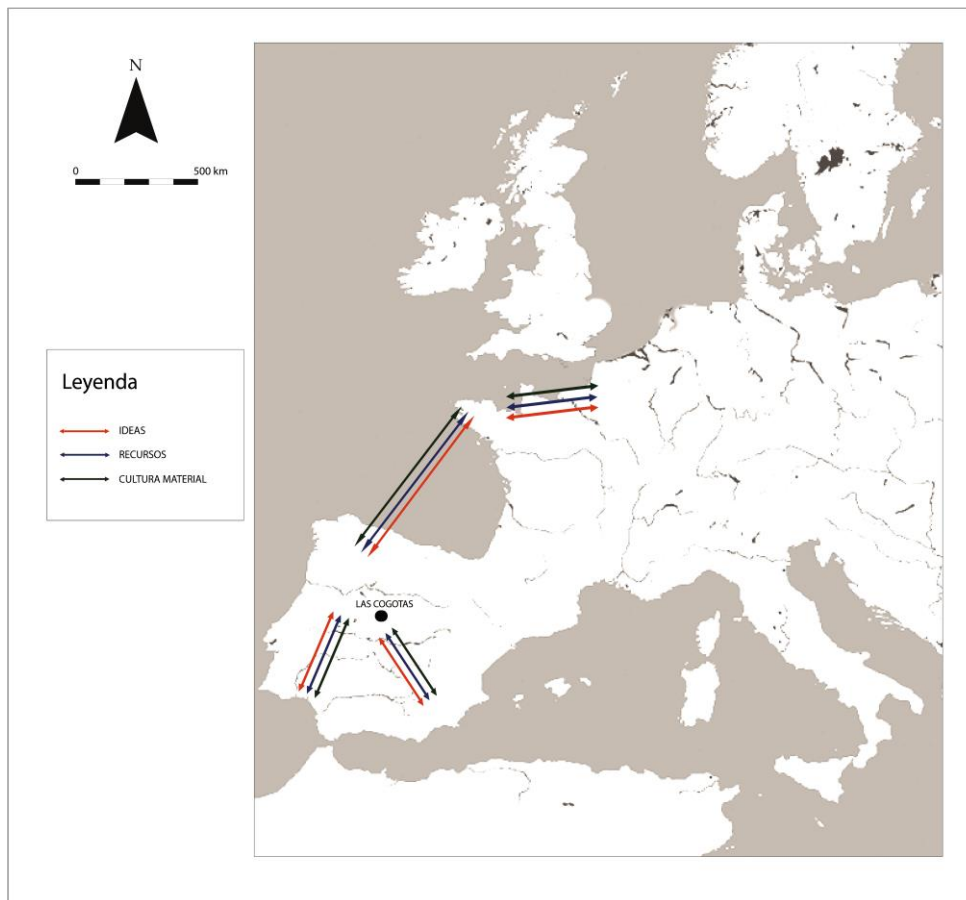 N
0 500 km
Leyenda
IDEAS
RECURSOS
CULTURA MATERIAL
LAS COGOTAS